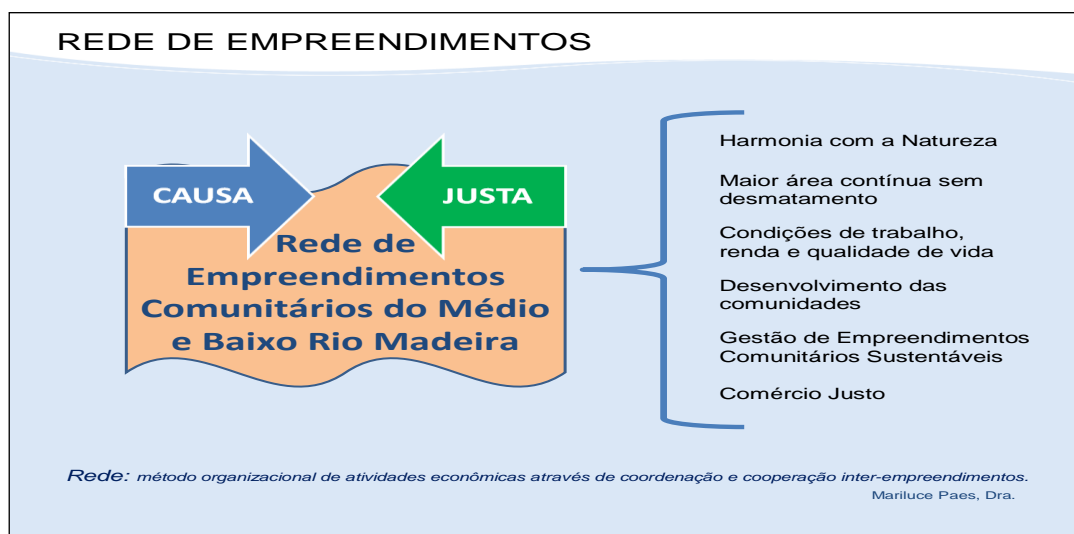 REDE DE EMPREENDIMENTOS
CAUSA
JUSTA
Rede de
Empreendimentos
Comunitários do Médio
e Baixo Rio Madeira
Harmonia com a Natureza
Maior área contínua sem
desmatamento
Condições de trabalho,
renda e qualidade de vida
Desenvolvimento das
comunidades
Gestão de Empreendimentos
Comunitários Sustentáveis
Comércio Justo
Rede: método organizacional de atividades econômicas através de coordenação e cooperação inter-empreendimentos.
Mariluce Paes, Dra.